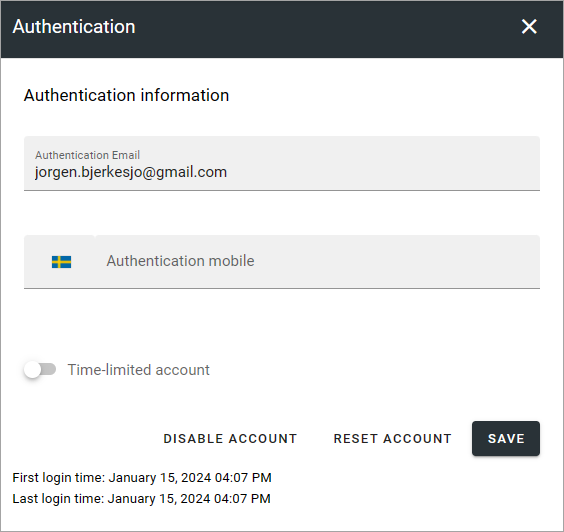 Authentication
Authentication information
Authentication Email
jorgen.bjerkesjo@gmail.com
Authentication mobile
Time-limited account
DISABLE ACCOUNT RESET ACCOUNT SAVE
First login time: January 15, 2024 04:07 PM
Last login time: January 15, 2024 04:07 PM